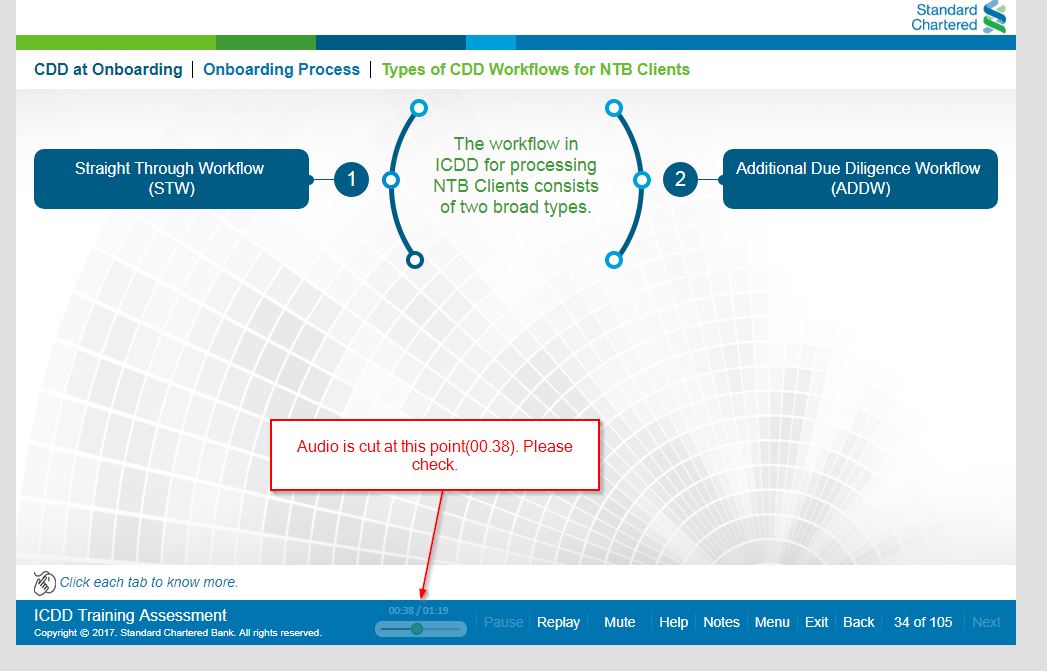 Standard
Chartered
CDD at Onboarding | Onboarding Process | Types of CDD Workflows for NTB Clients
Straight Through Workflow
(STW)
1
The workflow in
ICDD for processing
NTB Clients consists
of two broad types.
2
Additional Due Diligence Workflow
(ADDW)
Audio is cut at this point(00.38). Please
check.
Click each tab to know more.
ICDD Training Assessment
Copyright © 2017. Standard Chartered Bank. All rights reserved.
00:38 / 01:19
Pause Replay Mute Help Notes Menu Exit Back 34 of 105 Next